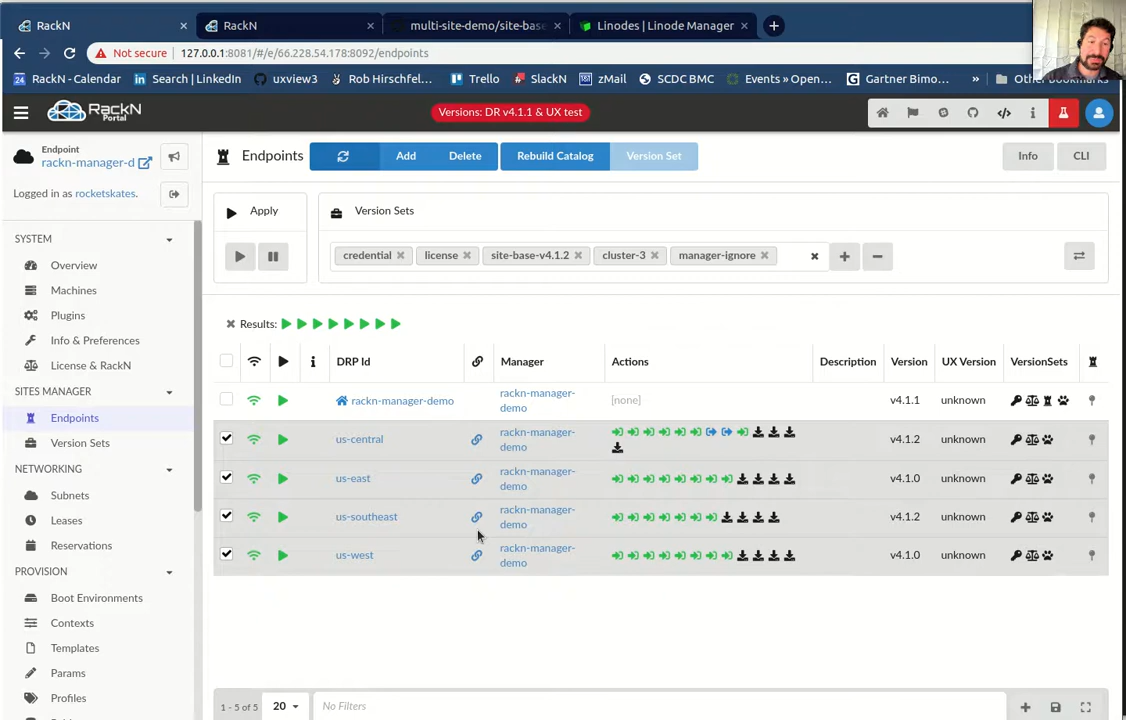 RackN
RackN
multi-site-demo/site-base
Linodes | Linode Manager
Not secure
127.0.0.1:8081/#/e/66.228.54.178:8092/endpoints
RackN - Calendar
Search | LinkedIn
uxview3
Rob Hirschfel...
Trello
SlackN
zMail
SCDC BMC
Events » Open...
Gartner Bimo...
»
Other Bookmarks
RackN
Portal
Versions: DR v4.1.1 & UX test
Endpoint
rackn-manager-d
Logged in as rocketskates.
Endpoints
Add
Delete
Rebuild Catalog
Version Set
Info
CLI
Apply
Version Sets
credential
license
site-base-v4.1.2
cluster-3
manager-ignore
SYSTEM
Overview
Machines
Plugins
Info & Preferences
License & RackN
SITES MANAGER
Endpoints
Version Sets
NETWORKING
Subnets
Leases
Reservations
PROVISION
Boot Environments
Contexts
Templates
Params
Profiles
Results:
DRP Id
Manager
Actions
Description
Version
UX Version
VersionSets
rackn-manager-demo
rackn-manager-
demo
[none]
v4.1.1
unknown
us-central
rackn-manager-
demo
v4.1.2
unknown
us-east
rackn-manager-
demo
v4.1.0
unknown
us-southeast
rackn-manager-
demo
v4.1.2
unknown
us-west
rackn-manager-
demo
v4.1.0
unknown
1 - 5 of 5
20
No Filters